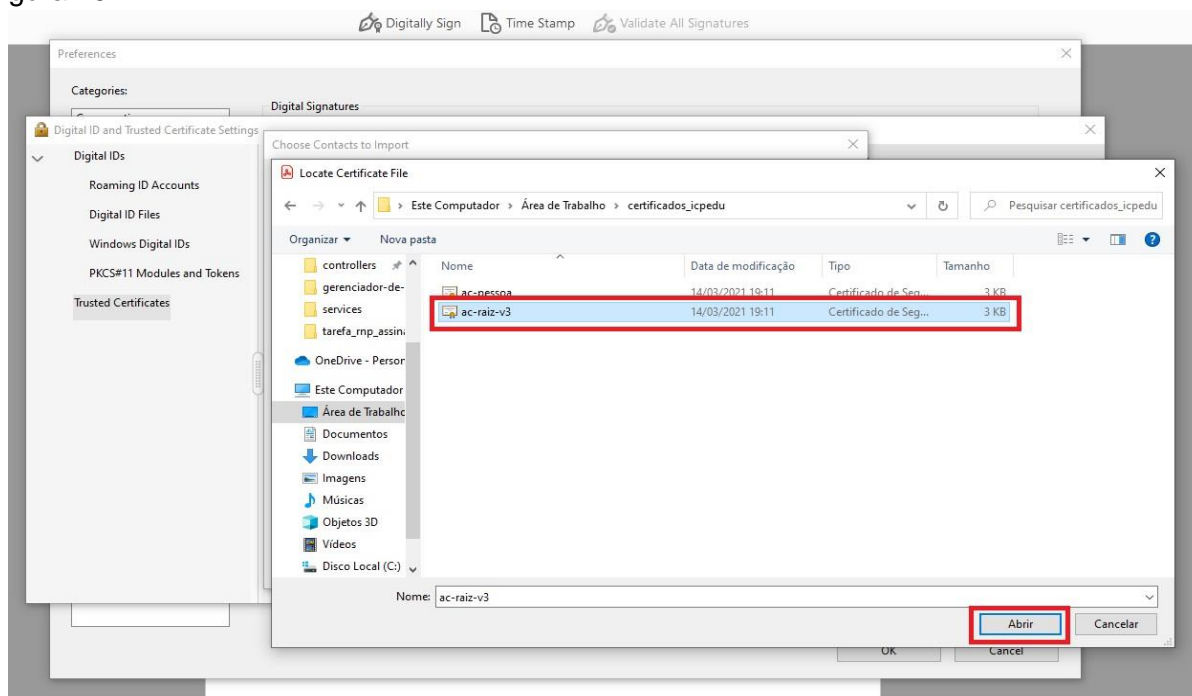 Digitally Sign Time Stamp Validate All Signatures
Preferences
Categories:
Digital Signatures
Digital ID and Trusted Certificate Settings
Digital IDs
Roaming ID Accounts
Digital ID Files
Windows Digital IDs
PKCS#11 Modules and Tokens
Trusted Certificates
Choose Contacts to Import
Locate Certificate File
Este Computador › Área de Trabalho › certificados_icpedu
Pesquisar certificados_icpedu
Organizar Nova pasta
Nome Data de modificação Tipo Tamanho
controllers
gerenciador-de-
services
tarefa_rnp_assin
OneDrive - Person
Este Computador
Área de Trabalho
Documentos
Downloads
Imagens
Músicas
Objetos 3D
Vídeos
Disco Local (C:)
ac-pessoa 14/03/2021 19:11 Certificado de Seg... 3 KB
ac-raiz-v3 14/03/2021 19:11 Certificado de Seg... 3 KB
Nome: ac-raiz-v3
Abrir Cancelar
OK Cancel